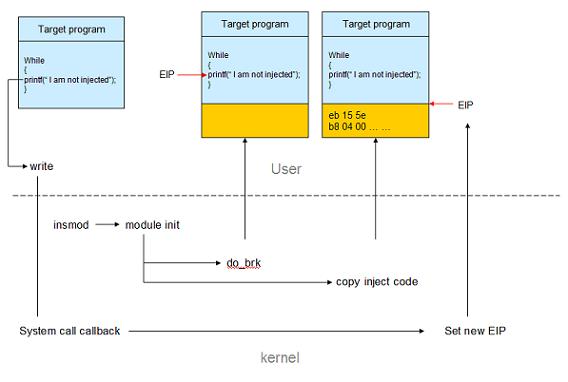 Target program
While
{
printf(“ I am not injected”);
}
Target program
While
{
printf(“ I am not injected”);
}
Target program
While
{
printf(“ I am not injected”);
}
EIP
EIP
eb 15 5e
b8 04 00 … …
write
User
insmod
module init
do_brk
copy inject code
System call callback
Set new EIP
kernel